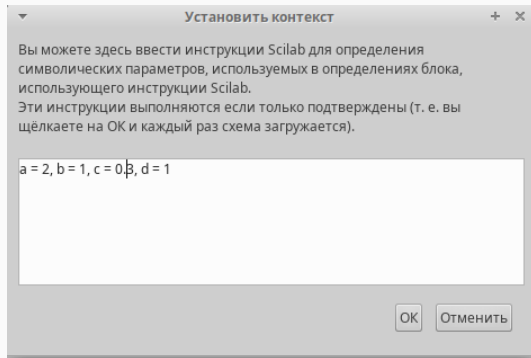 Установить контекст
Вы можете здесь ввести инструкции Scilab для определения
символических параметров, используемых в определениях блока,
использующего инструкции Scilab.
Эти инструкции выполняются если только подтверждены (т. е. вы
щёлкаете на ОК и каждый раз схема загружается).
a = 2, b = 1, c = 0.3, d = 1
ОК Отменить